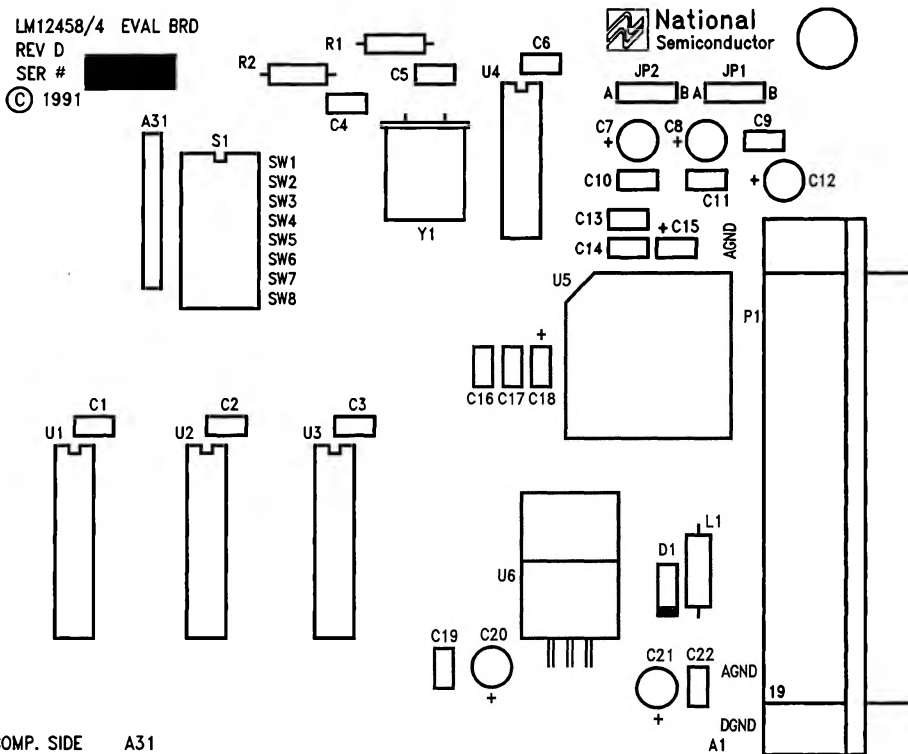 LM12458/4 EVAL BRD
REV D
SER #
© 1991
National
Semiconductor
R1
R2
C5
C4
C6
U4
JP2
JP1
A
B
A
B
C7
+
C8
+
C9
C10
C11
+
C12
A31
S1
SW1
SW2
SW3
SW4
SW5
SW6
SW7
SW8
Y1
C13
C14
+
C15
AGND
U5
P1
+
C16
C17
C18
C1
C2
C3
U1
U2
U3
U6
D1
L1
C19
C20
+
C21
+
C22
AGND
19
DGND
A1
OMP. SIDE A31